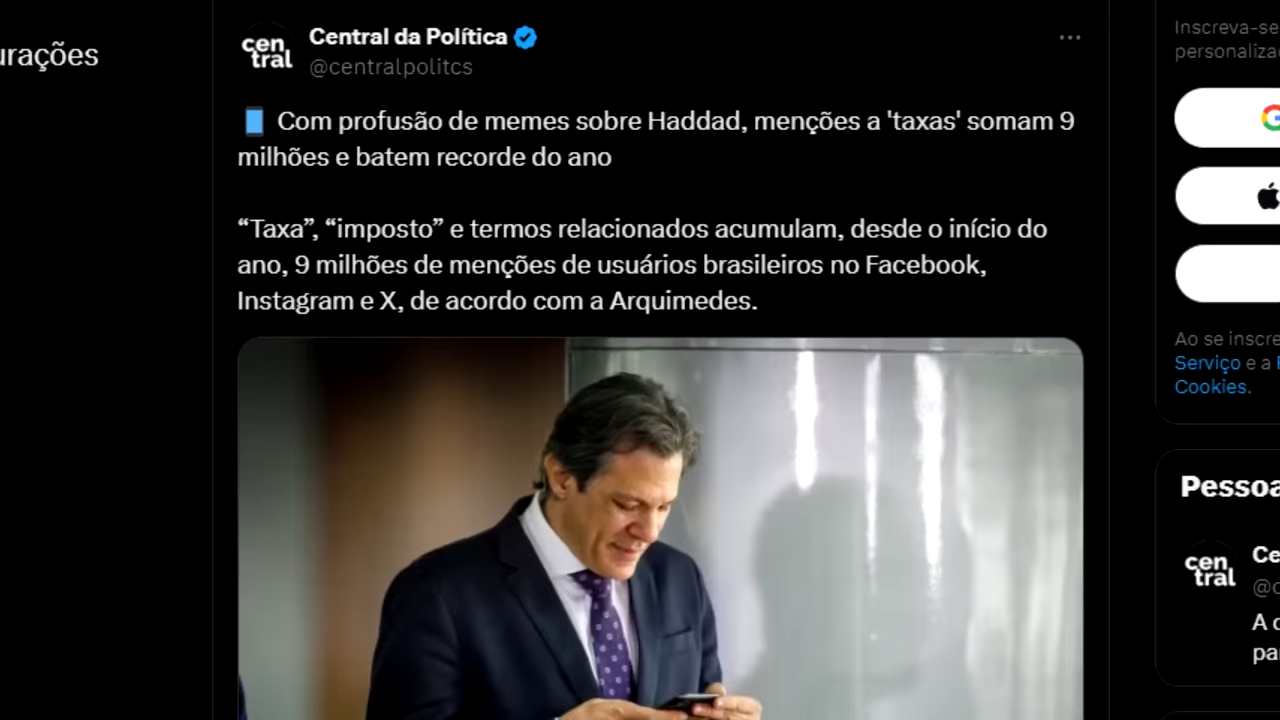 urações
cen
tral
Central da Política
@centralpolitcs
Com profusão de memes sobre Haddad, menções a 'taxas' somam 9
milhões e batem recorde do ano
“Taxa”, “imposto” e termos relacionados acumulam, desde o início do
ano, 9 milhões de menções de usuários brasileiros no Facebook,
Instagram e X, de acordo com a Arquimedes.
Inscreva-se
personaliza
Ao se inscre
Serviço e a
Cookies.
Pessoa
cen
tral
Ce
@c
A
pa